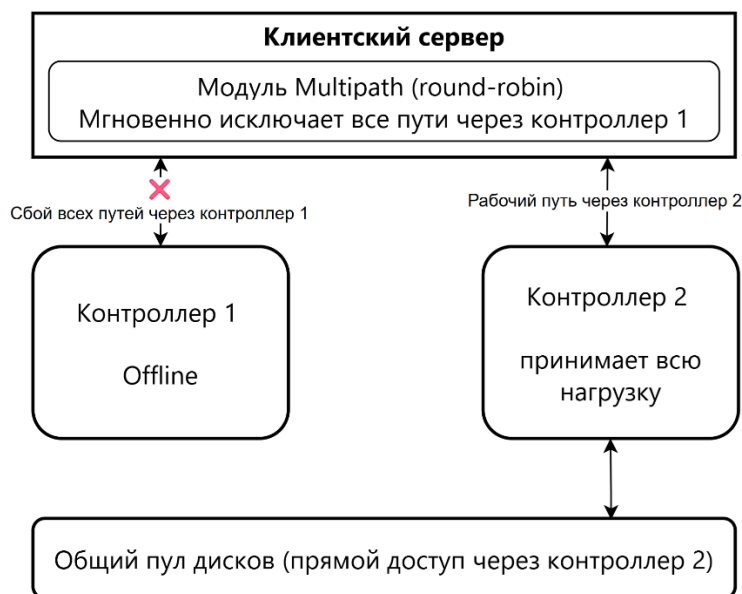 Клиентский сервер
Модуль Multipath (round-robin)
Мгновенно исключает все пути через контроллер 1
Сбой всех путей через контроллер 1
Рабочий путь через контроллер 2
Контроллер 1
Offline
Контроллер 2
принимает всю
нагрузку
Общий пул дисков (прямой доступ через контроллер 2)